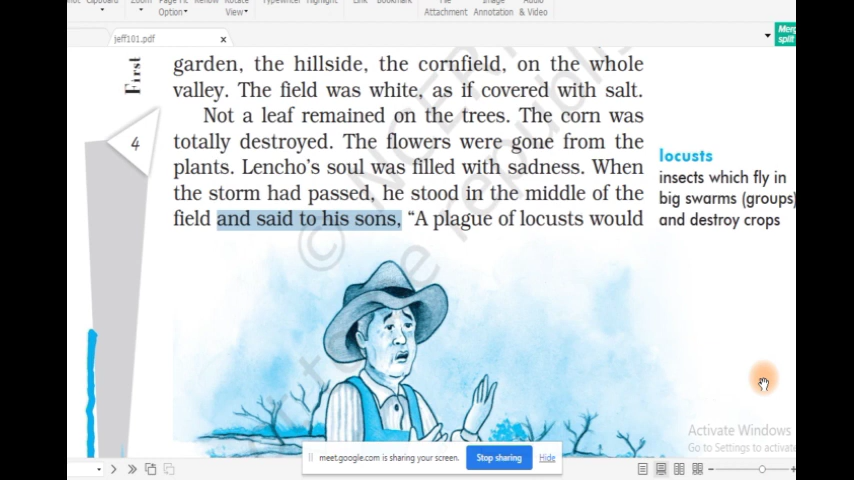 Option
View
Attachment
Annotation
& Video
jeff101.pdf
x
split
First
4
garden, the hillside, the cornfield, on the whole
valley. The field was white, as if covered with salt.
Not a leaf remained on the trees. The corn was
totally destroyed. The flowers were gone from the
plants. Lencho's soul was filled with sadness. When
the storm had passed, he stood in the middle of the
field and said to his sons, “A plague of locusts would
locusts
insects which fly in
big swarms (groups)
and destroy crops
Activate Windows
Go to Settings to activate
meet.google.com is sharing your screen.
Stop sharing
Hide